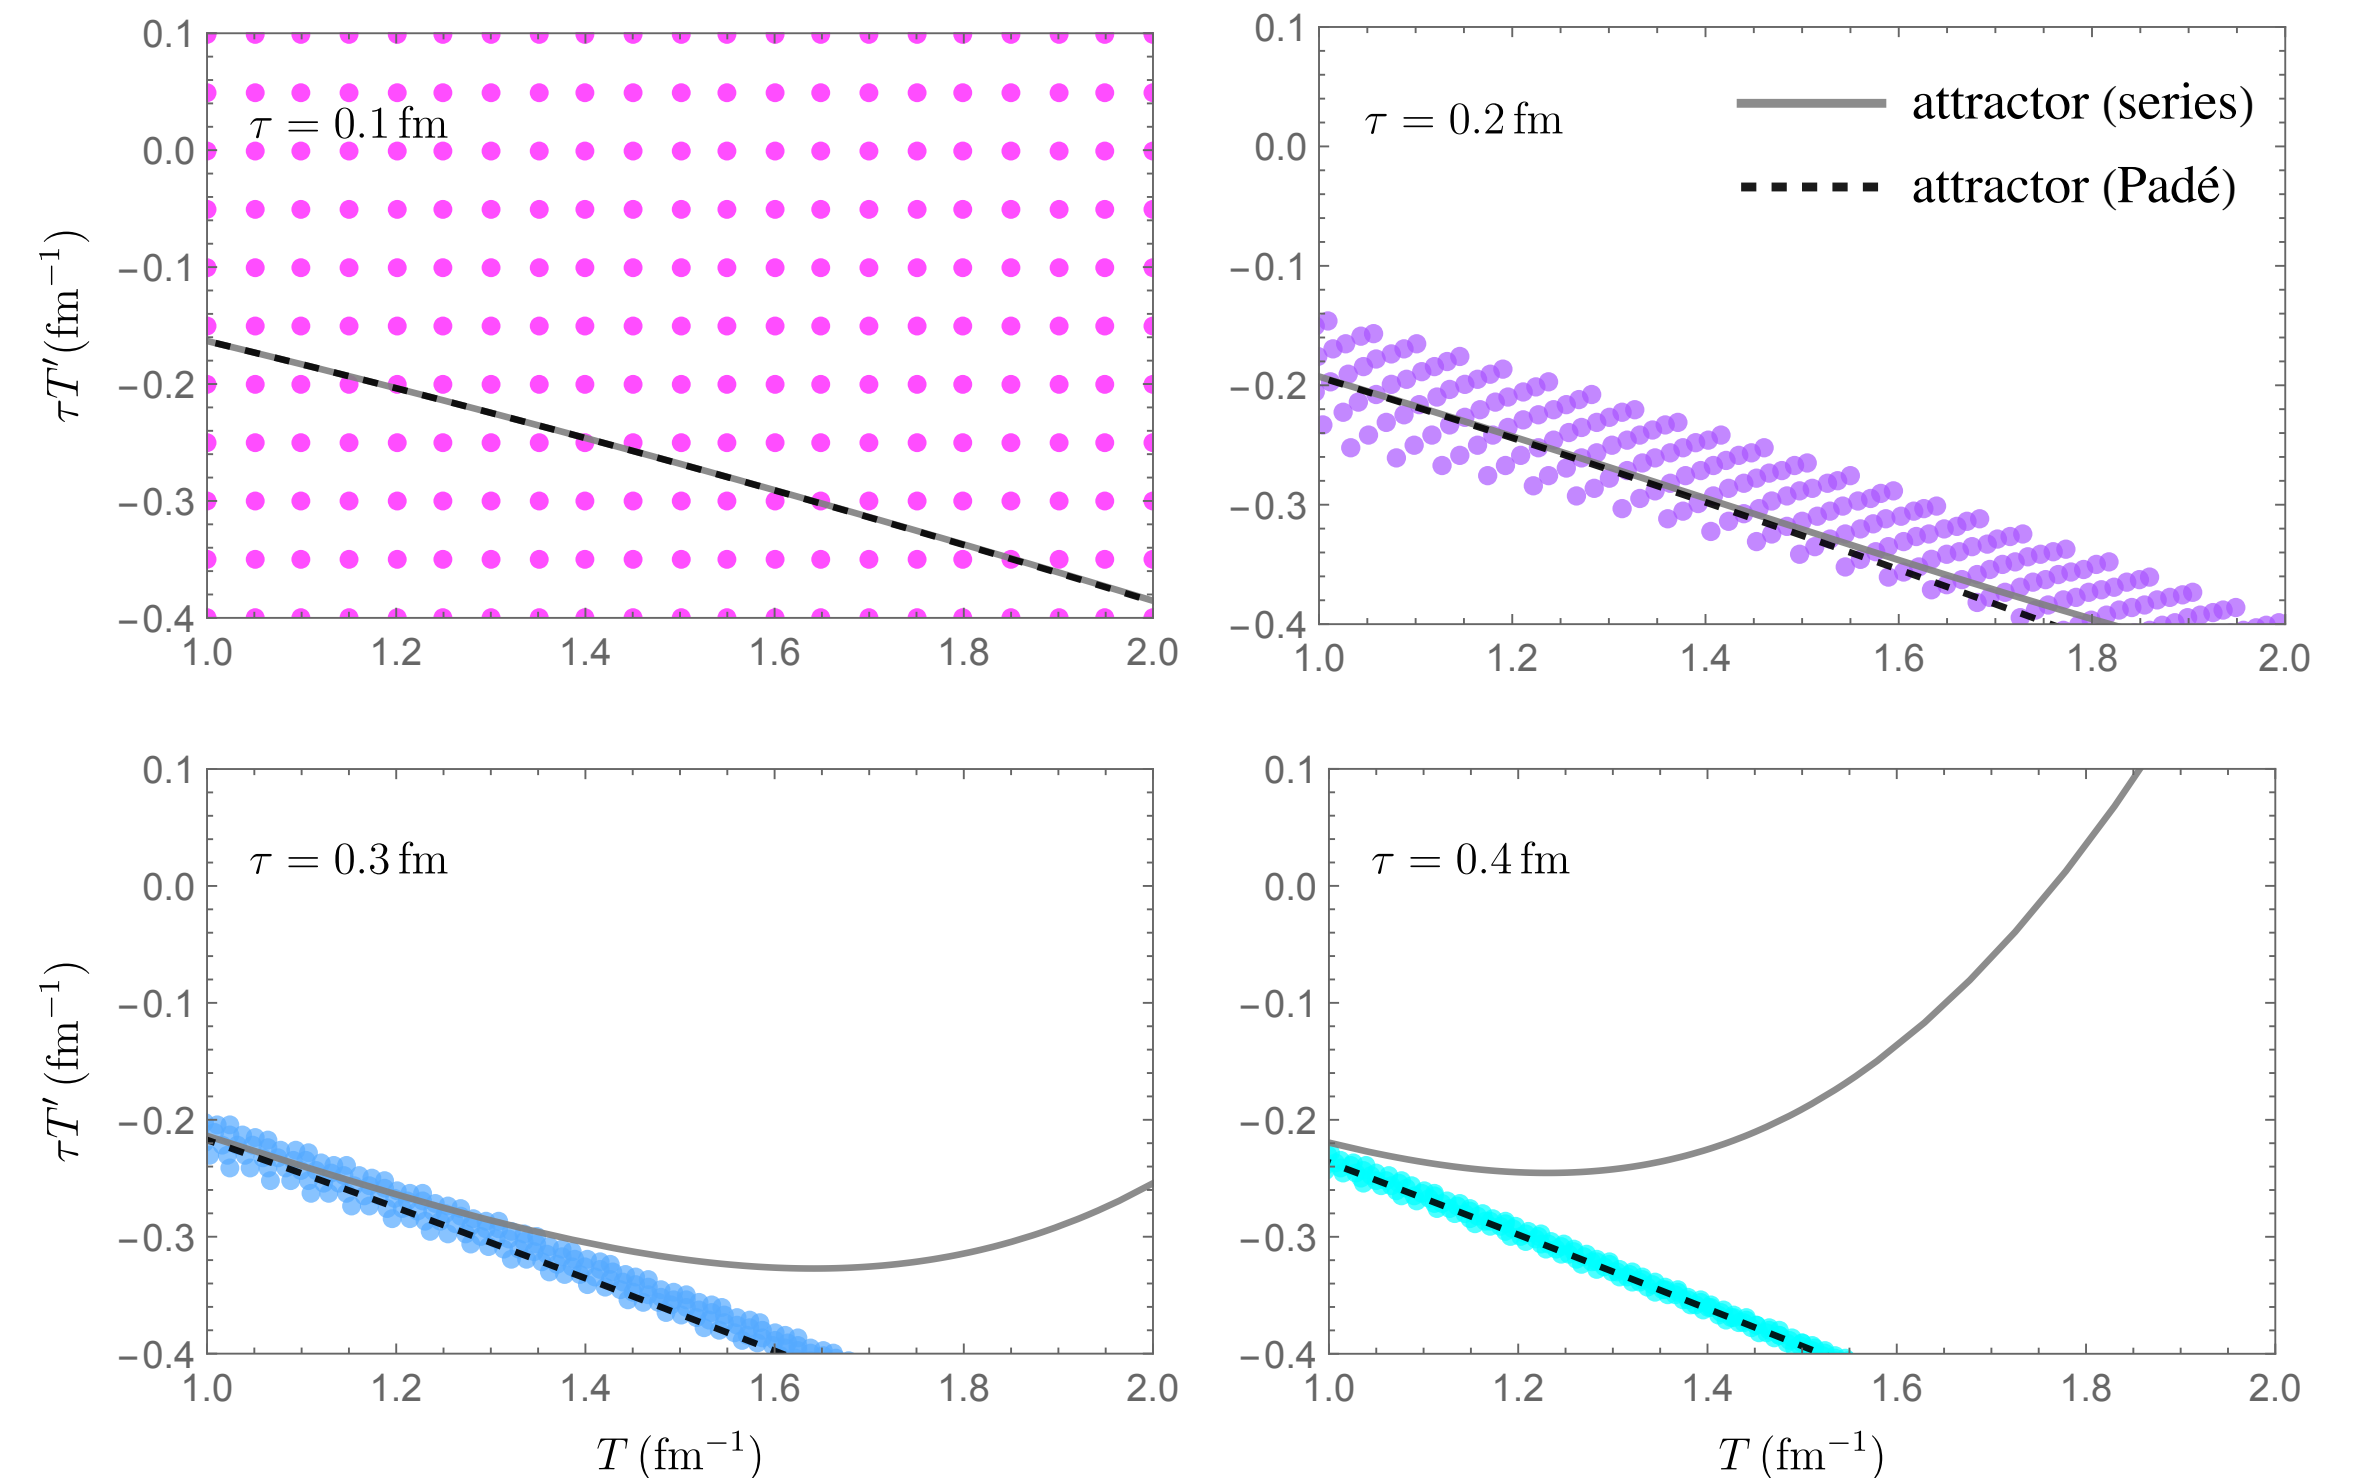 0.1
0.0
−0.1
−0.2
−0.3
−0.4
τT′(fm⁻¹)
τ = 0.1 fm
1.0 1.2 1.4 1.6 1.8 2.0
0.1
0.0
−0.1
−0.2
−0.3
−0.4
τ = 0.2 fm
attractor (series)
attractor (Padé)
1.0 1.2 1.4 1.6 1.8 2.0
0.1
0.0
−0.1
−0.2
−0.3
−0.4
τT′ (fm⁻¹)
τ = 0.3 fm
1.0 1.2 1.4 1.6 1.8 2.0
T (fm⁻¹)
0.1
0.0
−0.1
−0.2
−0.3
−0.4
τ = 0.4 fm
1.0 1.2 1.4 1.6 1.8 2.0
T (fm⁻¹)